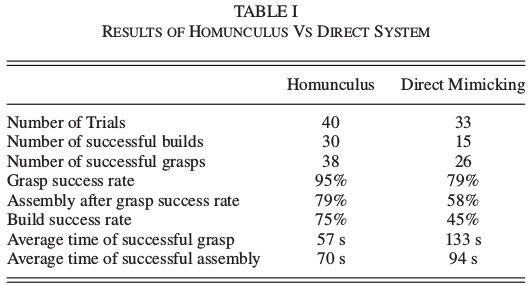 TABLE I
RESULTS OF HOMUNCULUS VS DIRECT SYSTEM
Homunculus Direct Mimicking
Number of Trials 40 33
Number of successful builds 30 15
Number of successful grasps 38 26
Grasp success rate 95% 79%
Assembly after grasp success rate 79% 58%
Build success rate 75% 45%
Average time of successful grasp 57 s 133 s
Average time of successful assembly 70 s 94 s